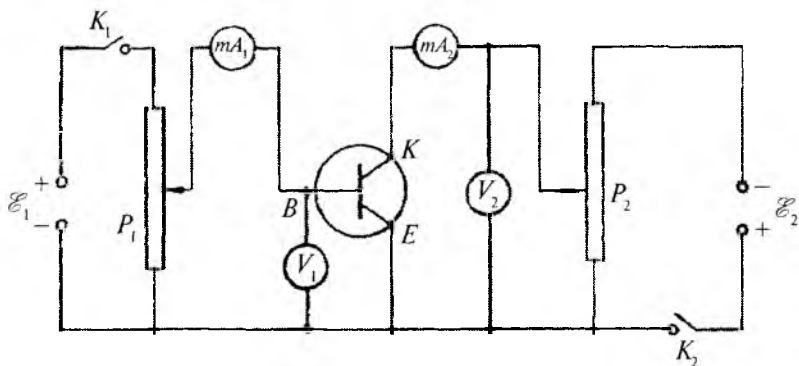 K₁
mA₁
mA₂
K
+
ℰ₁
−
P₁
B
V₁
E
V₂
P₂
−
ℰ₂
+
K₂